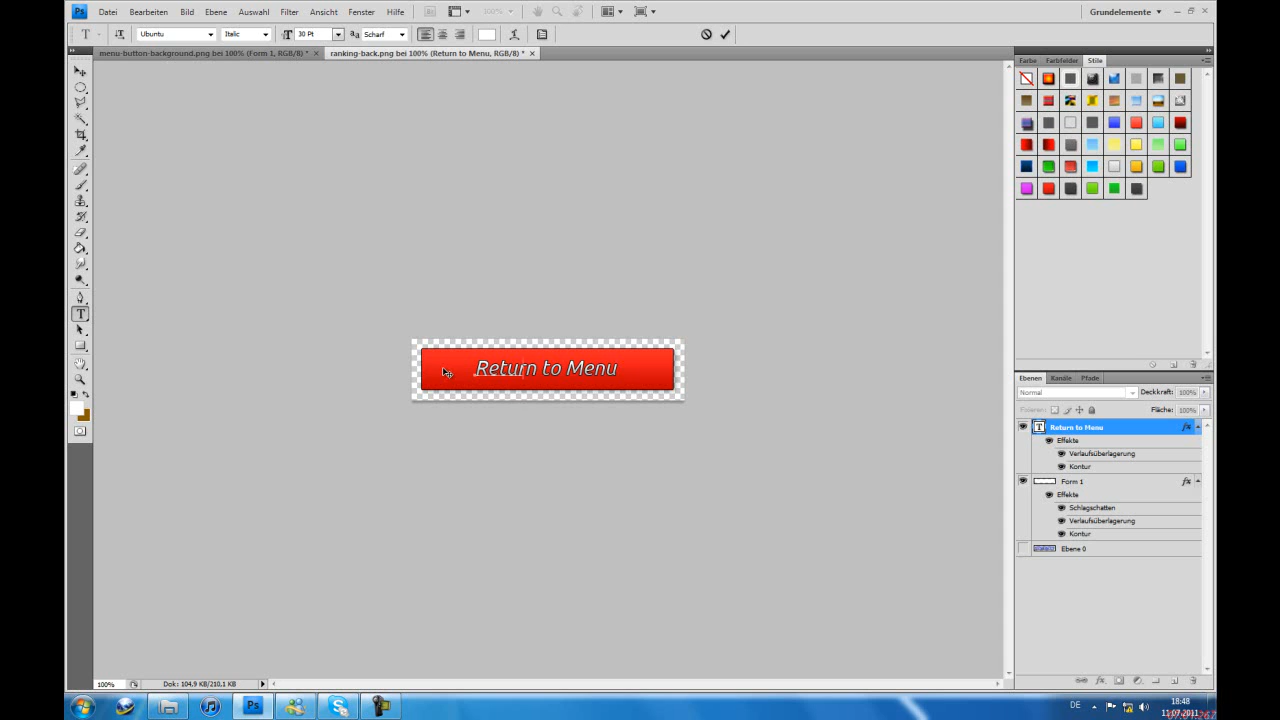 Ps Datei Bearbeiten Bild Ebene Auswahl Filter Ansicht Fenster Hilfe Br 100% Grundelemente
T Ubuntu Italic 30 Pt Scharf
menu-button-background.png bei 100% (Form 1, RGB/8) * × ranking-back.png bei 100% (Return to Menu, RGB/8) * ×
Farbe Farbfelder Stile
Return to Menu
Ebenen Kanäle Pfade
Normal Deckkraft: 100%
Fixieren: Fläche: 100%
T Return to Menu fx
Effekte
Verlaufsüberlagerung
Kontur
Form 1 fx
Effekte
Schlagschatten
Verlaufsüberlagerung
Kontur
Ebene 0
100% Dok: 104,9 KB/210,1 KB
Ps DE 18:48
11.07.2011